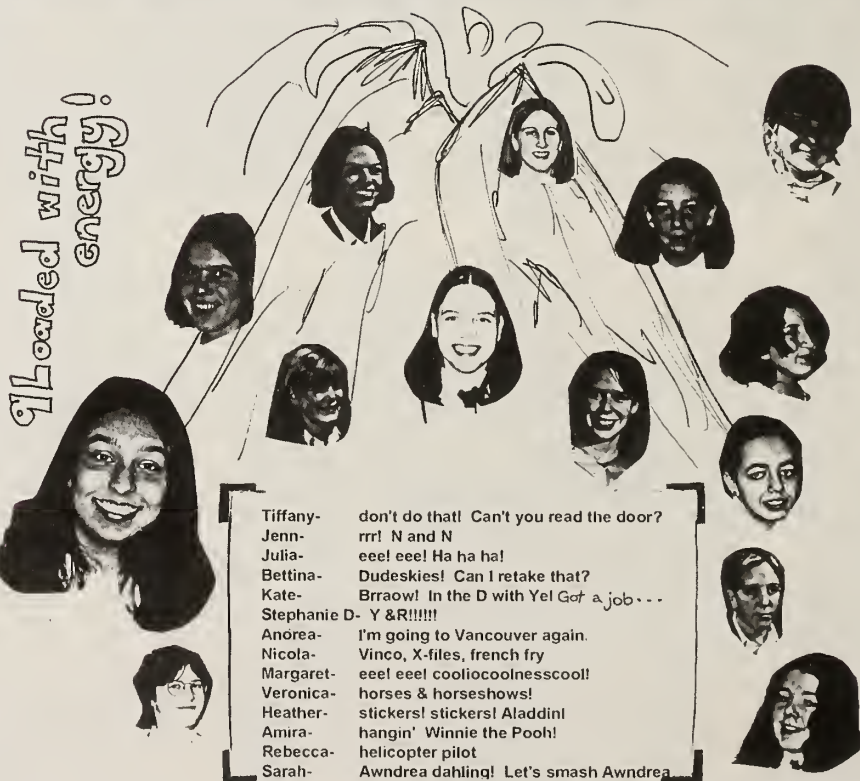 9 Loaded with
energy!
Tiffany- don't do that! Can't you read the door?
Jenn- rrr! N and N
Julia- eee! eee! Ha ha ha!
Bettina- Dudeskies! Can I retake that?
Kate- Brraow! In the D with Ye! Got a job...
Stephanie D- Y &R!!!!!!
Andrea- I'm going to Vancouver again.
Nicola- Vinco, X-files, french fry
Margaret- eee! eee! cooliocoolnesscool!
Veronica- horses & horseshows!
Heather- stickers! stickers! Aladdin!
Amira- hangin' Winnie the Pooh!
Rebecca- helicopter pilot
Sarah- Awndrea dahling! Let's smash Awndrea